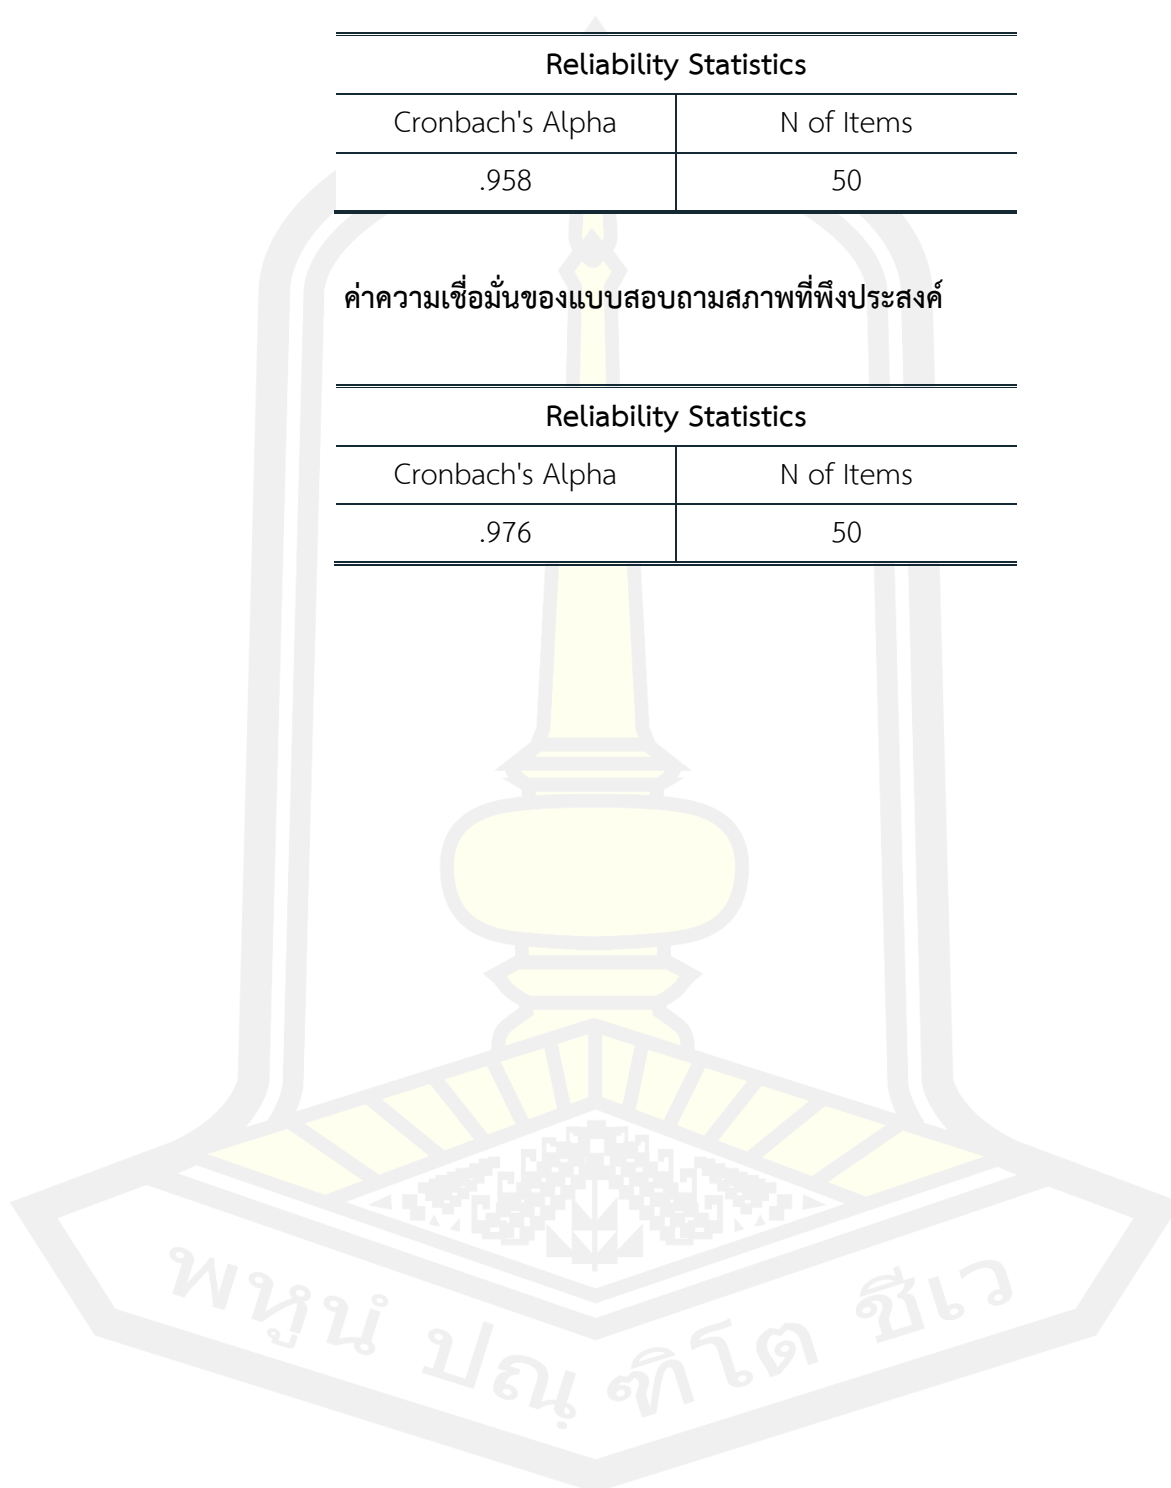 Reliability Statistics
Cronbach's Alpha N of Items
.958 50
ค่าความเชื่อมั่นของแบบสอบถามสภาพที่พึงประสงค์
Reliability Statistics
Cronbach's Alpha N of Items
.976 50
พหูนํ ปณฺฑิโต ชีเว